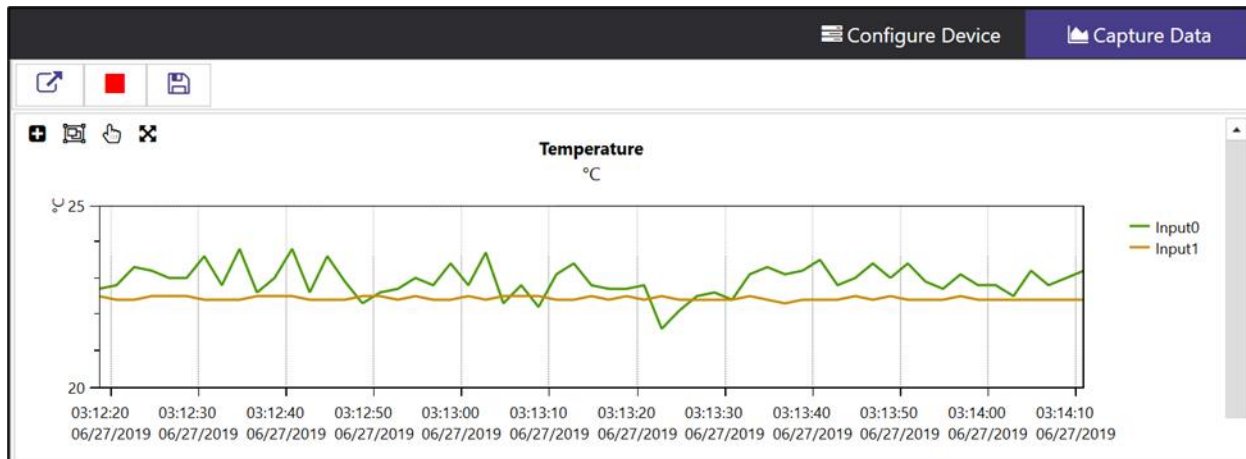 Configure Device
Capture Data
Temperature
°C
°C
25
20
Input0
Input1
03:12:20 03:12:30 03:12:40 03:12:50 03:13:00 03:13:10 03:13:20 03:13:30 03:13:40 03:13:50 03:14:00 03:14:10
06/27/2019 06/27/2019 06/27/2019 06/27/2019 06/27/2019 06/27/2019 06/27/2019 06/27/2019 06/27/2019 06/27/2019 06/27/2019 06/27/2019